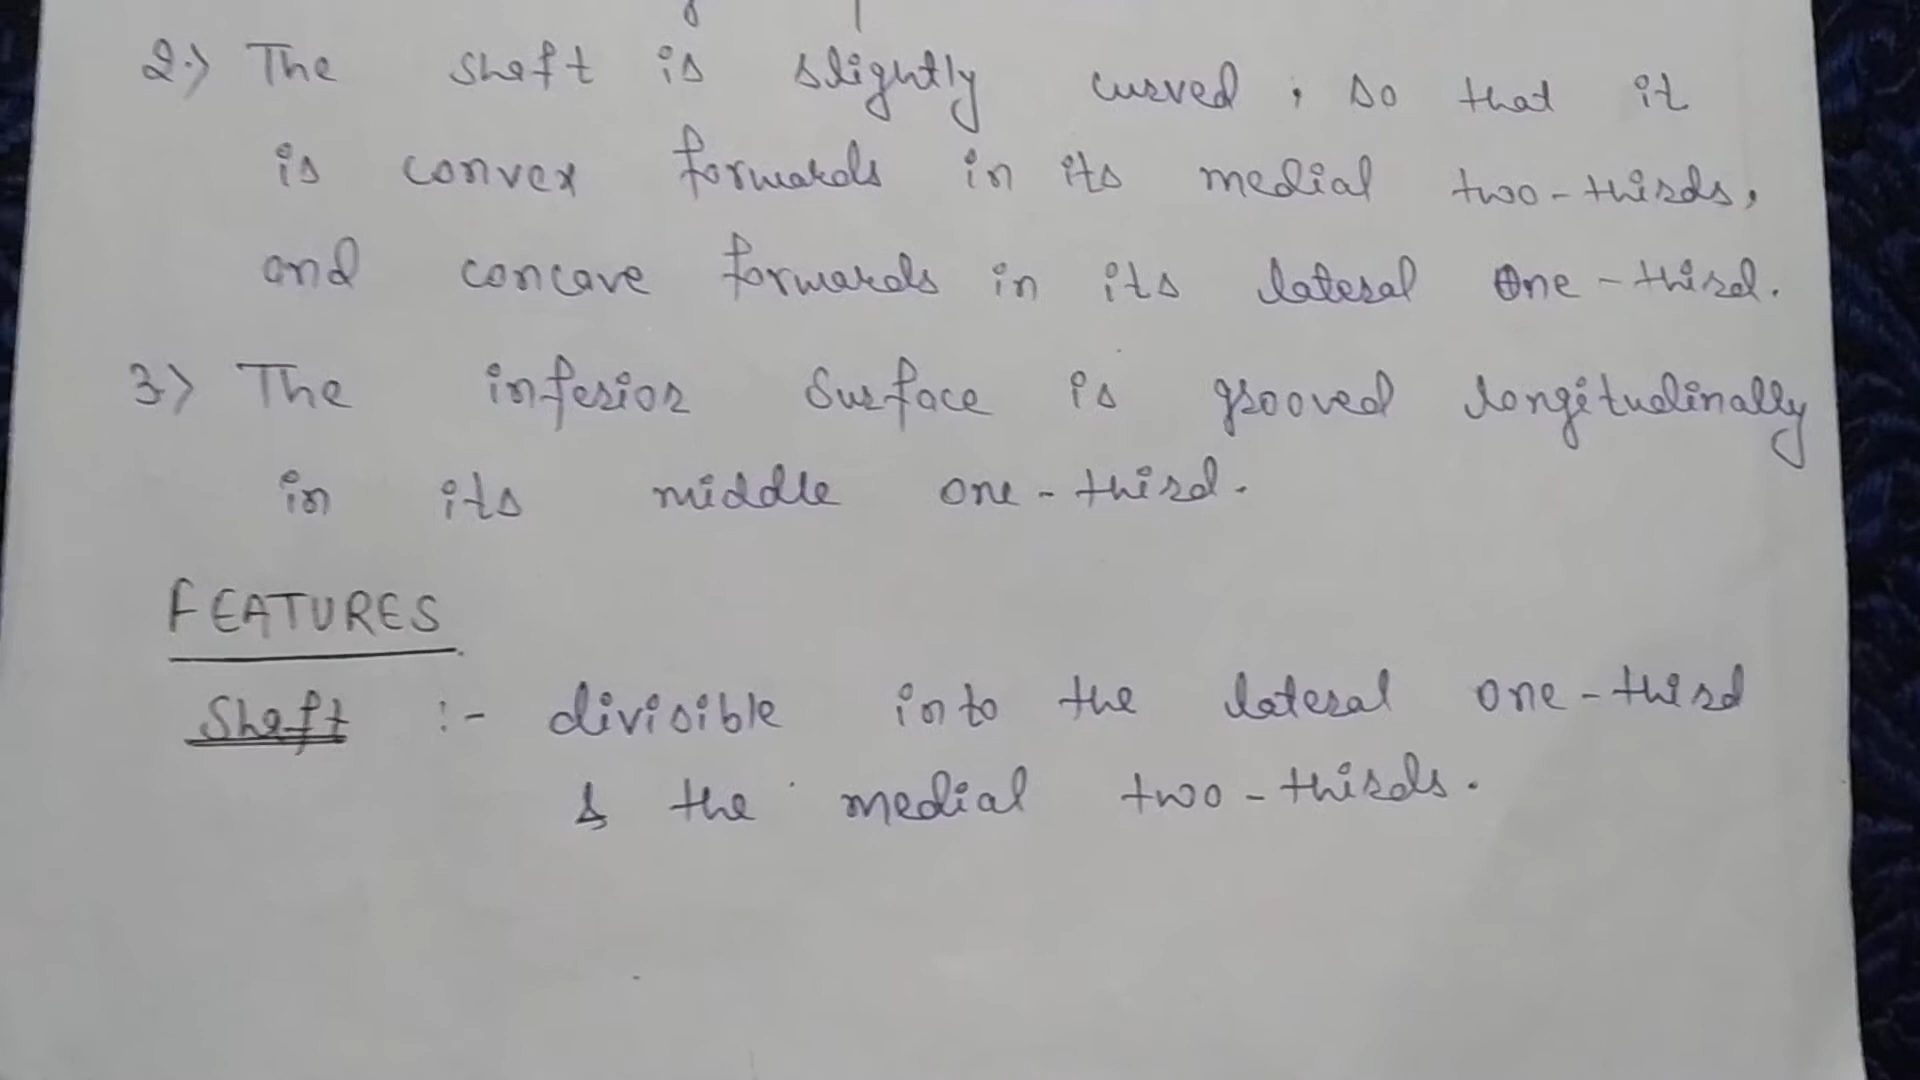 2.) The shaft is slightly curved, so that it
is convex forwards in its medial two-thirds,
and concave forwards in its lateral one-third.
3) The inferior surface is grooved longitudinally
in its middle one-third.
FEATURES
Shaft :- divisible into the lateral one-third
& the medial two-thirds.